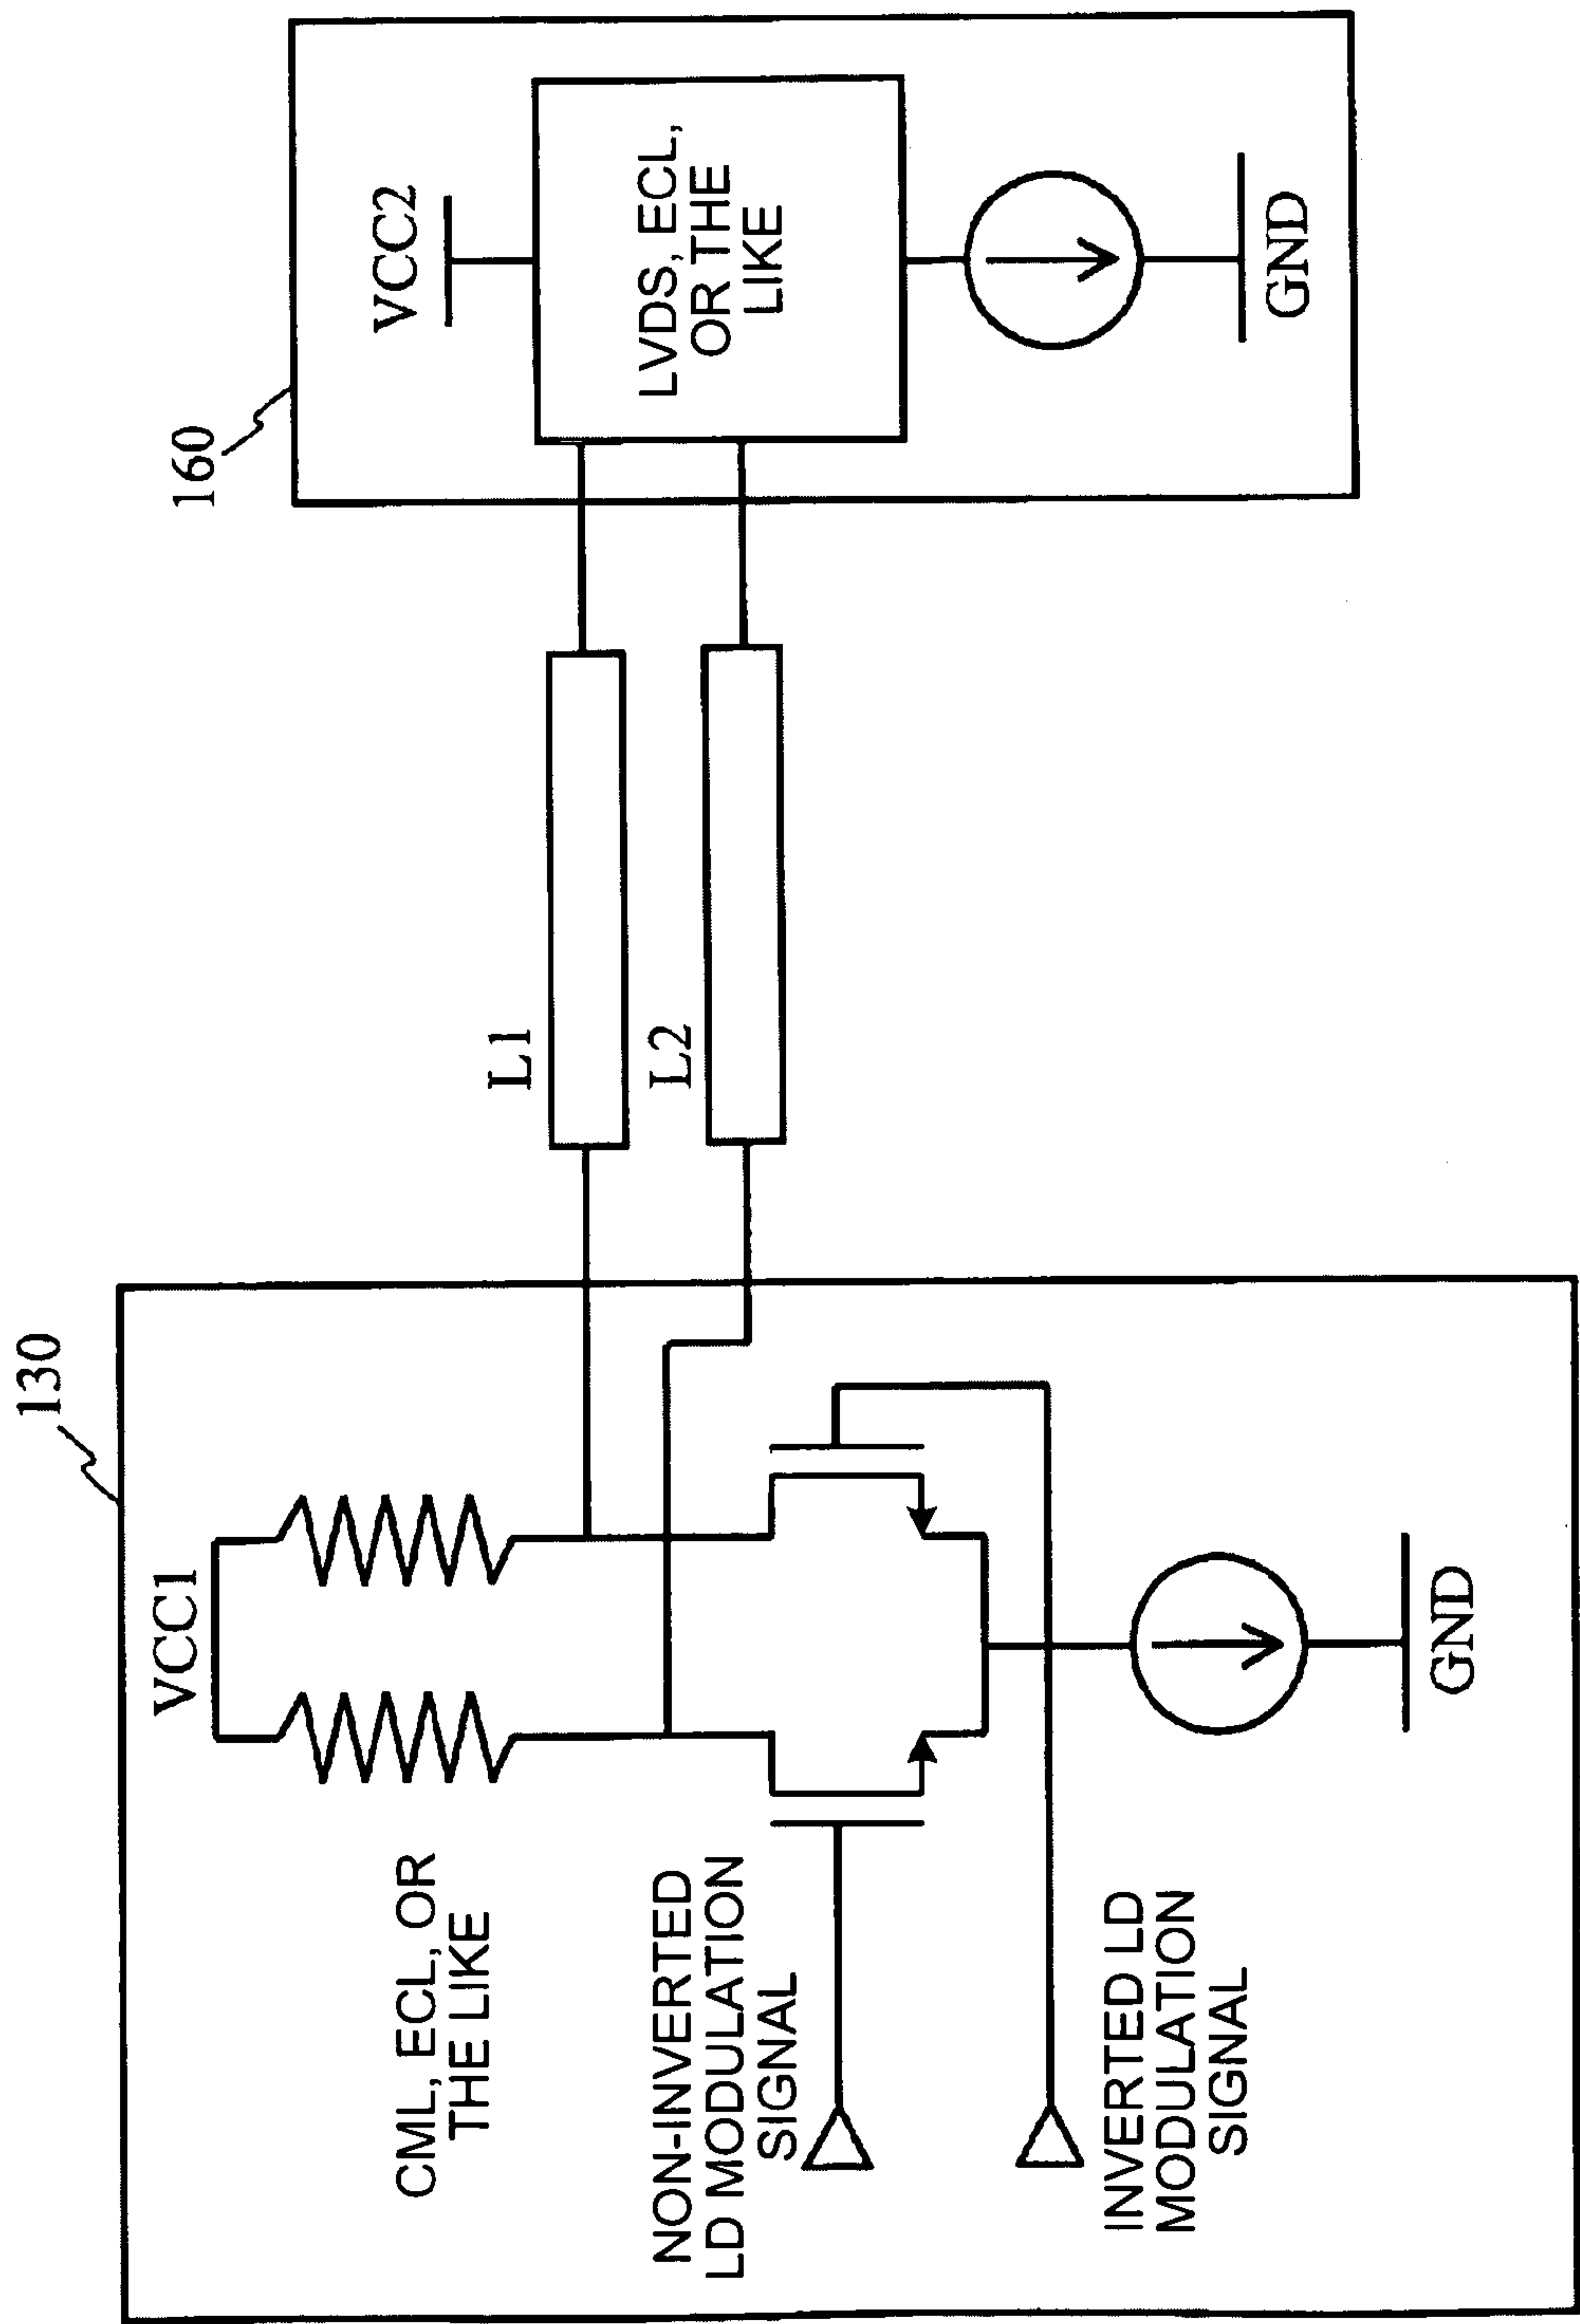 130
VCC1
CML, ECL, OR
THE LIKE
NON-INVERTED
LD MODULATION
SIGNAL
INVERTED LD
MODULATION
SIGNAL
GND
L1
L2
160
VCC2
LVDS, ECL,
OR THE
LIKE
GND